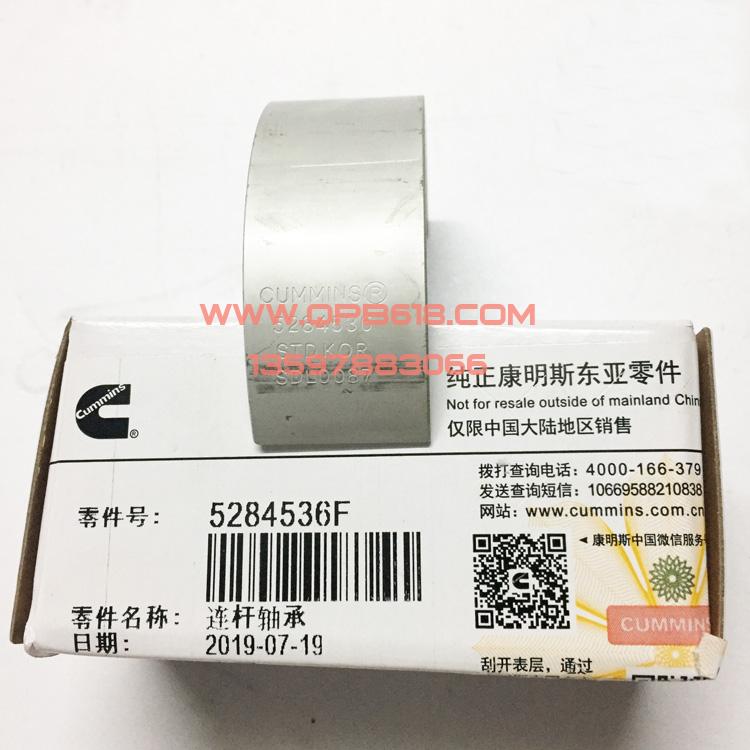 CUMMINS®
WWW.QPB618.COM
5284536
STD KOR
13597883066
Cummins
纯正康明斯东亚零件
Not for resale outside of mainland Chin
仅限中国大陆地区销售
拨打查询电话：4000-166-379
发送查询短信：10669588210838
网站：www.cummins.com.cn
零件号： 5284536F
◀ 康明斯中国微信服务
零件名称： 连杆轴承
CUMMINS
日期： 2019-07-19
刮开表层，通过